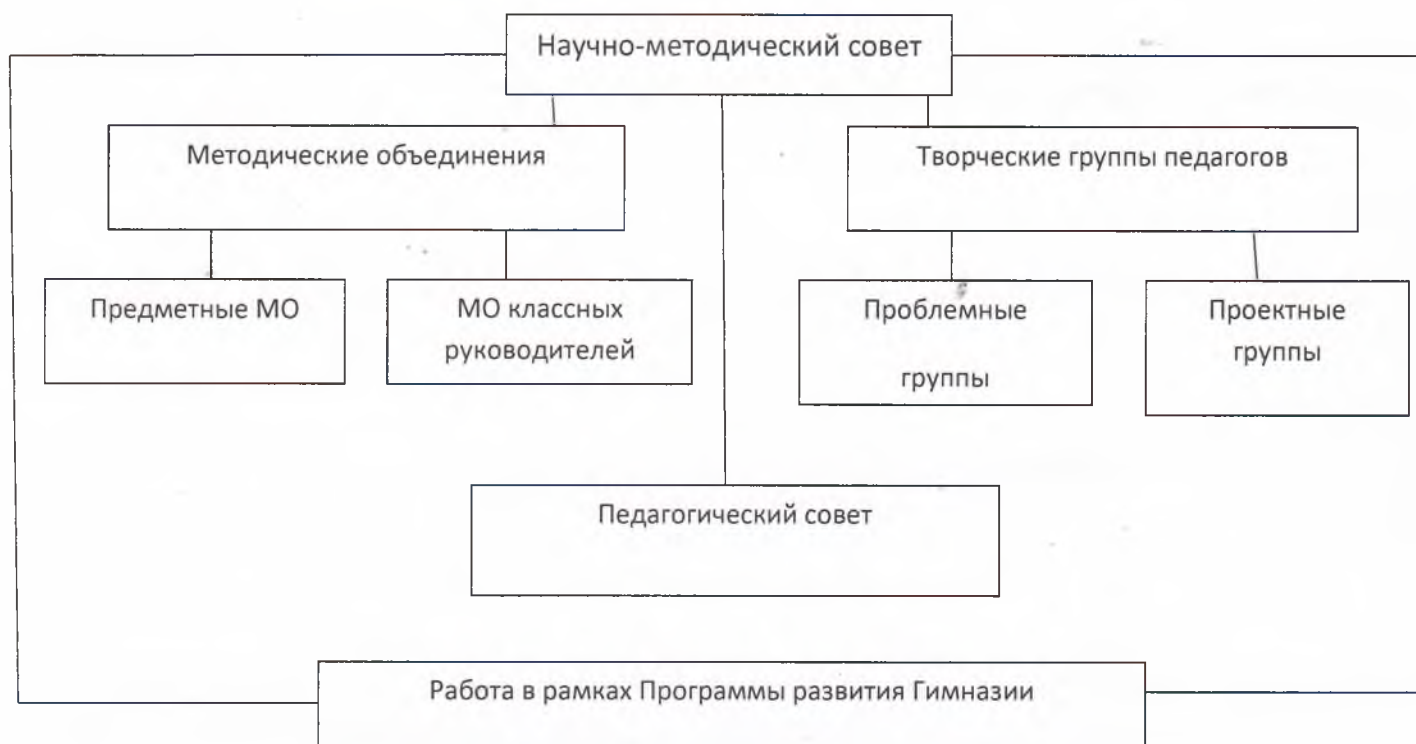 Научно-методический совет
Методические объединения
Творческие группы педагогов
Предметные МО
МО классных
руководителей
Проблемные
группы
Проектные
группы
Педагогический совет
Работа в рамках Программы развития Гимназии